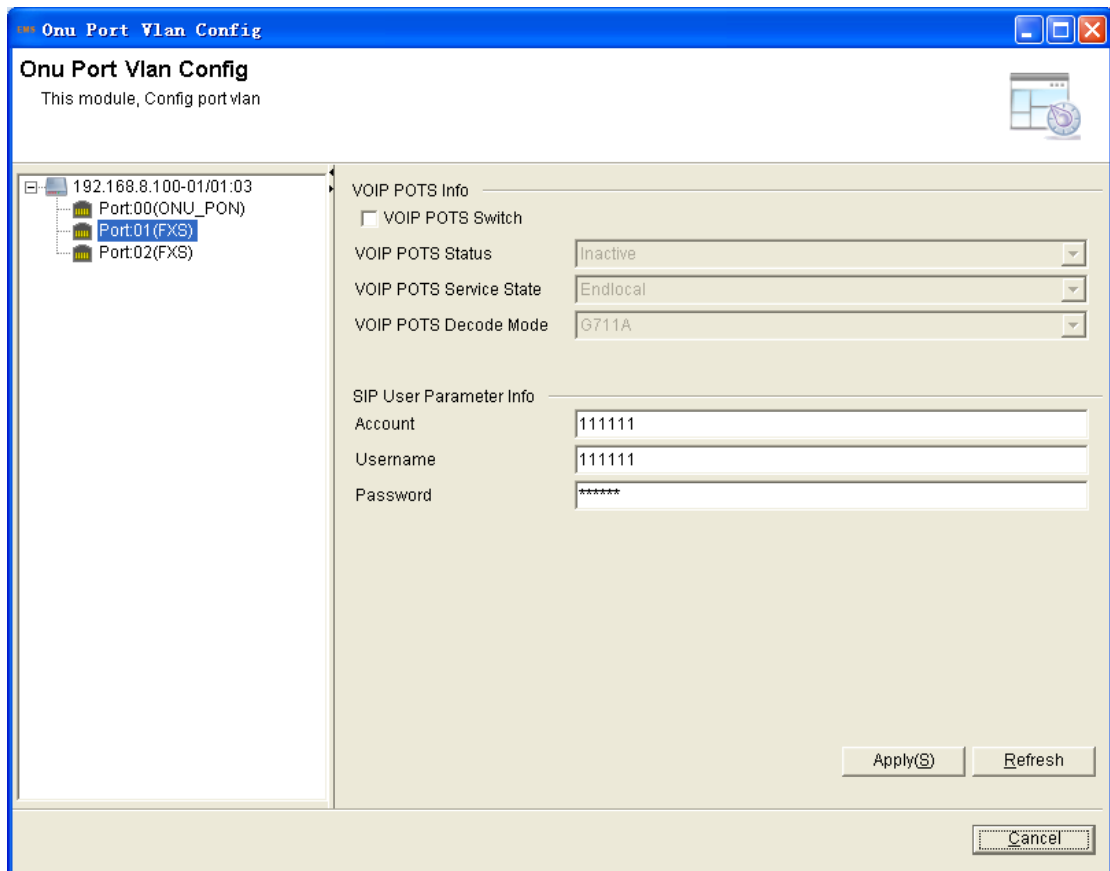 EMS Onu Port Vlan Config
Onu Port Vlan Config
This module, Config port vlan
192.168.8.100-01/01:03
Port:00(ONU_PON)
Port:01(FXS)
Port:02(FXS)
VOIP POTS Info
VOIP POTS Switch
VOIP POTS Status Inactive
VOIP POTS Service State Endlocal
VOIP POTS Decode Mode G711A
SIP User Parameter Info
Account 111111
Username 111111
Password ******
Apply(S) Refresh
Cancel